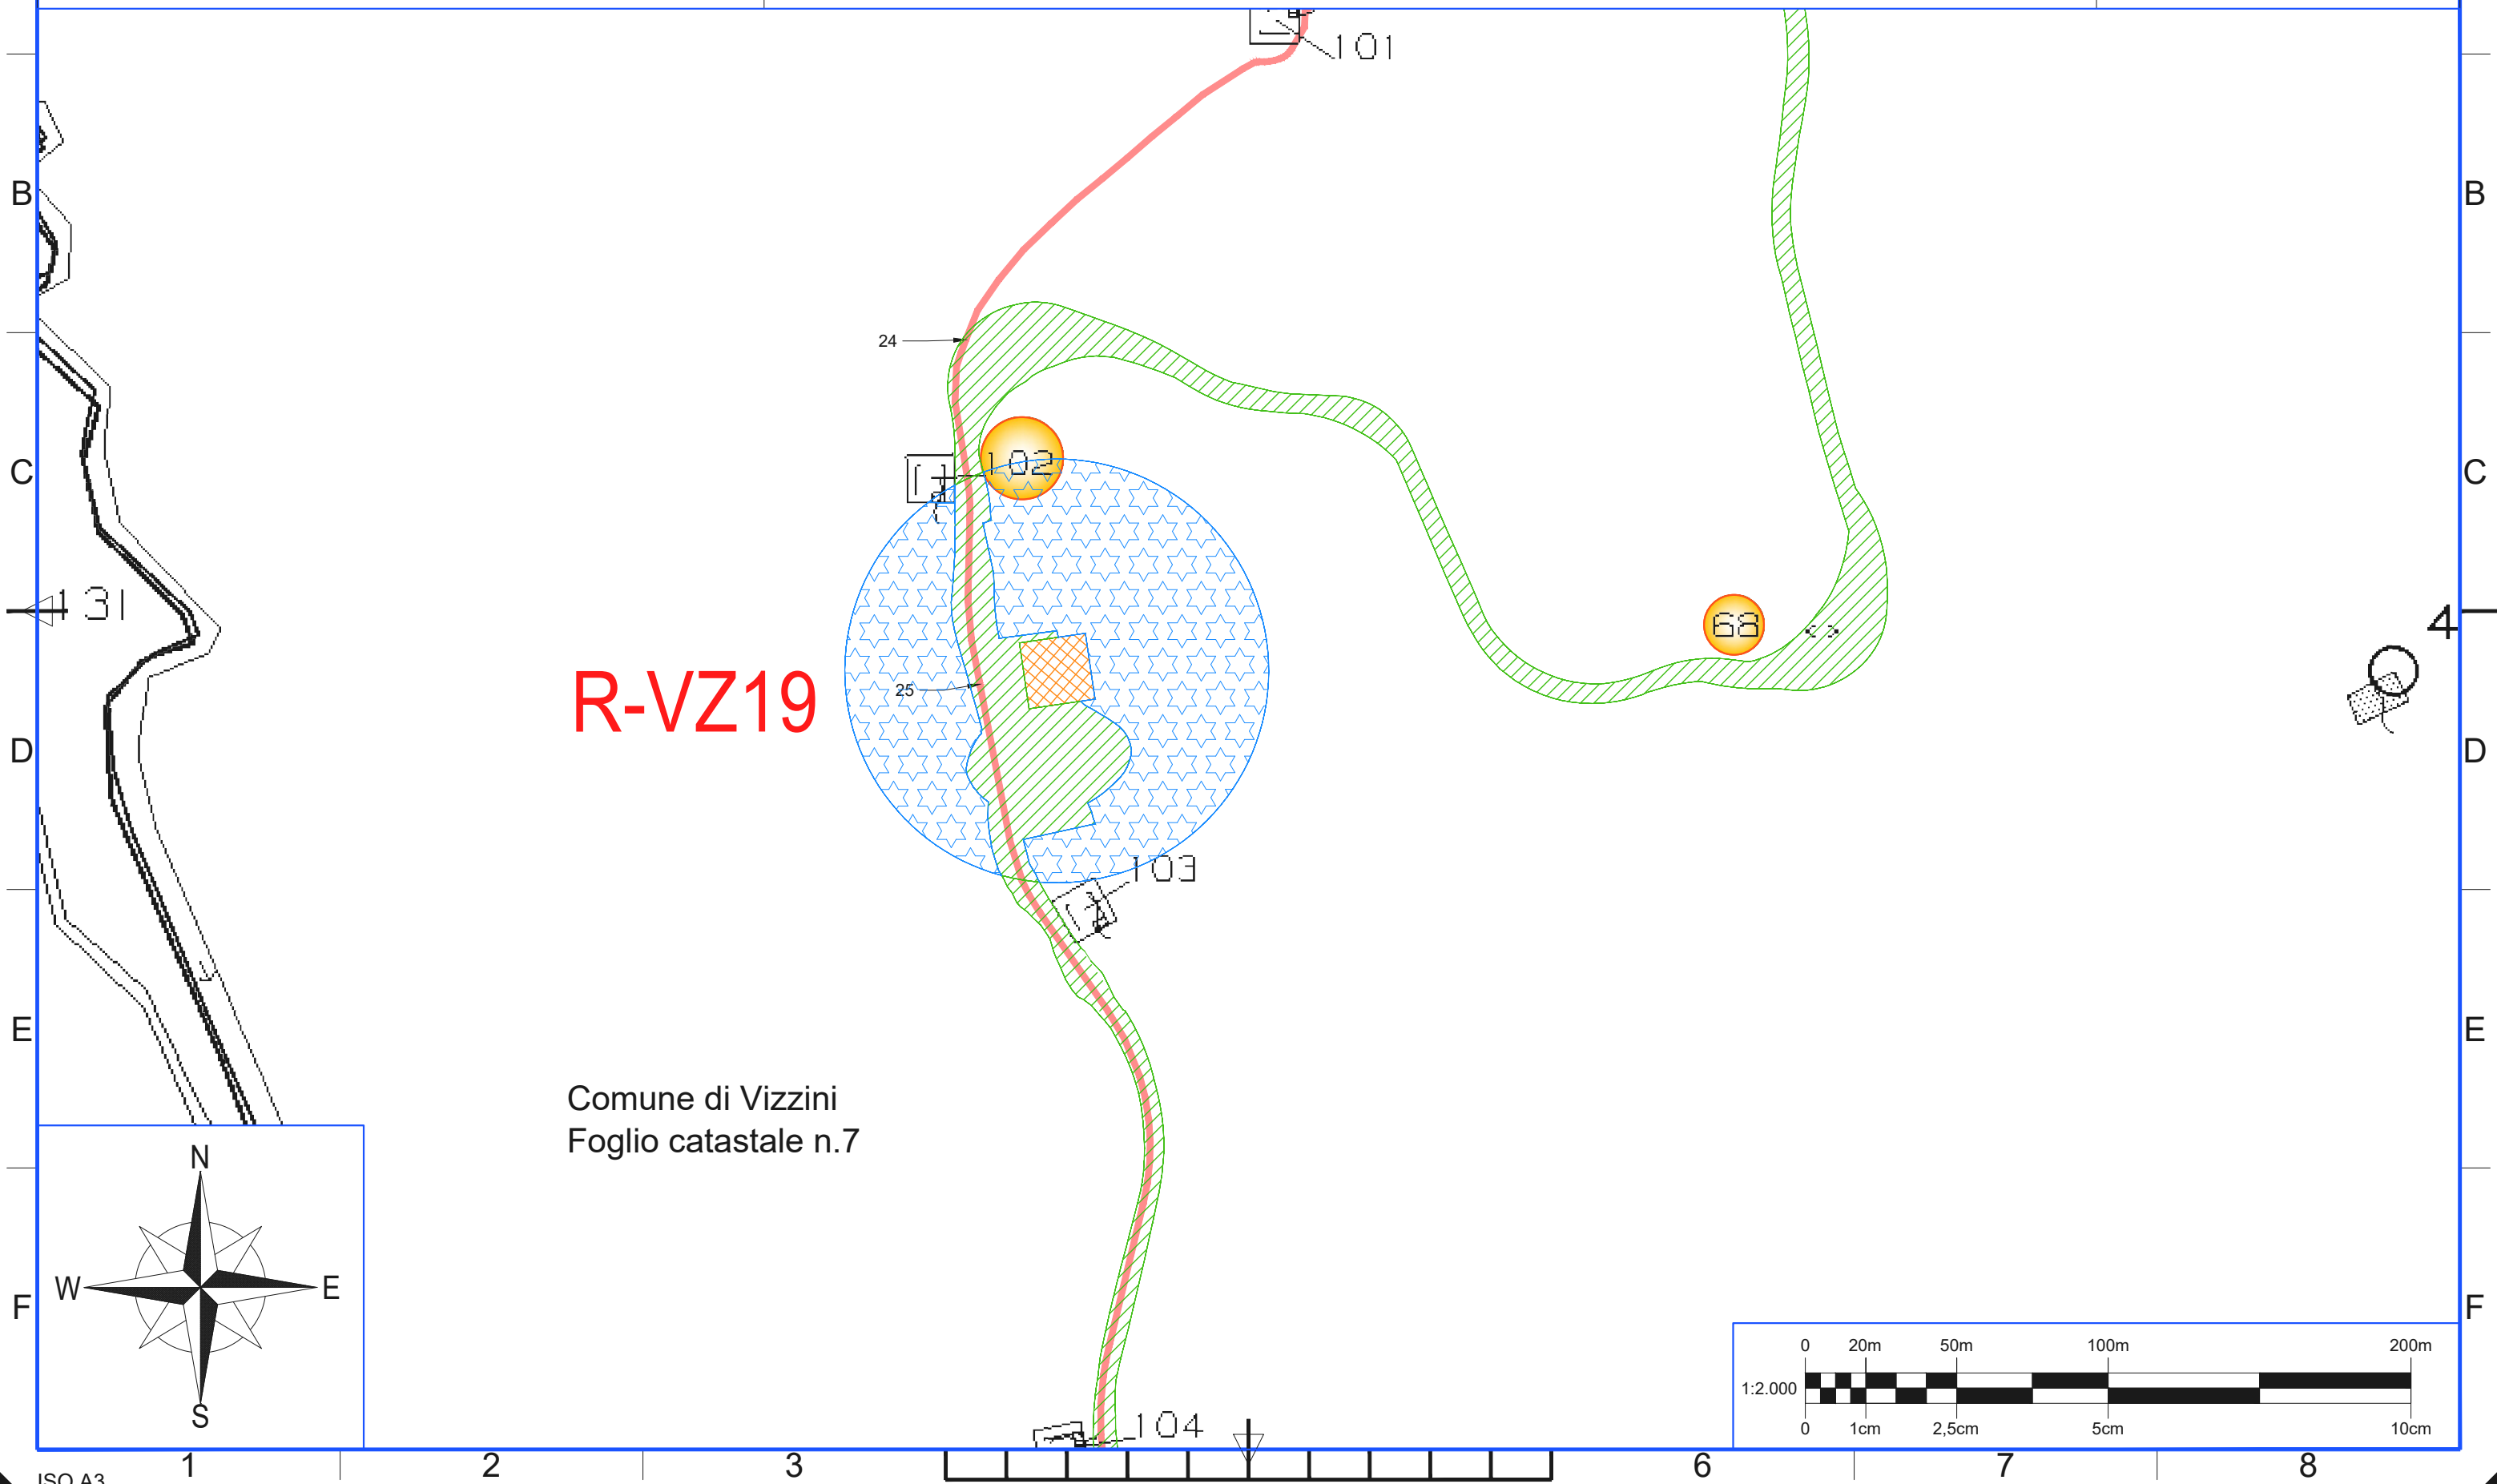 101
B
B
24
102
C
C
131
68
4
R-VZ19
25
D
D
103
E
E
Comune di Vizzini
Foglio catastale n.7
N
W
E
S
F
F
0 20m 50m 100m 200m
1:2.000
0 1cm 2,5cm 5cm 10cm
104
1 2 3 6 7 8
ISO A3